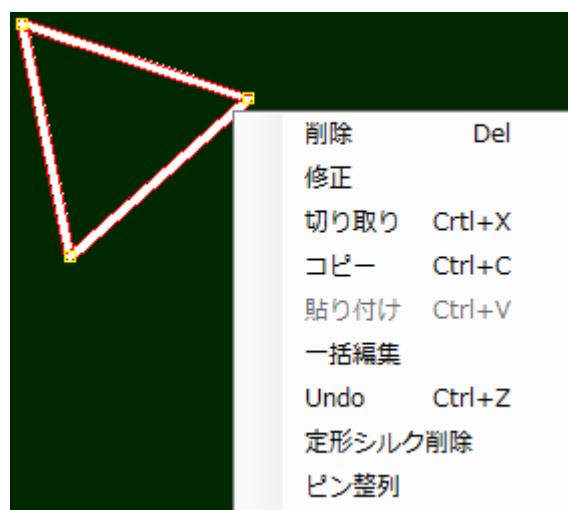 削除 Del
修正
切り取り Crtl+X
コピー Ctrl+C
貼り付け Ctrl+V
一括編集
Undo Ctrl+Z
定形シルク削除
ピン整列